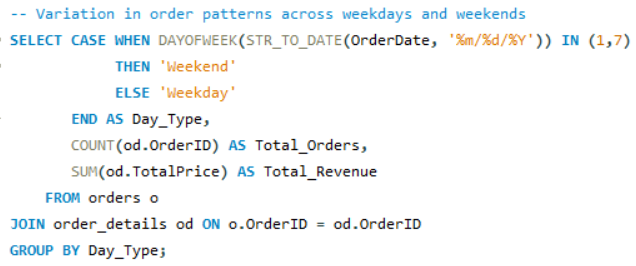 -- Variation in order patterns across weekdays and weekends
SELECT CASE WHEN DAYOFWEEK(STR_TO_DATE(OrderDate, '%m/%d/%Y')) IN (1,7)
THEN 'Weekend'
ELSE 'Weekday'
END AS Day_Type,
COUNT(od.OrderID) AS Total_Orders,
SUM(od.TotalPrice) AS Total_Revenue
FROM orders o
JOIN order_details od ON o.OrderID = od.OrderID
GROUP BY Day_Type;